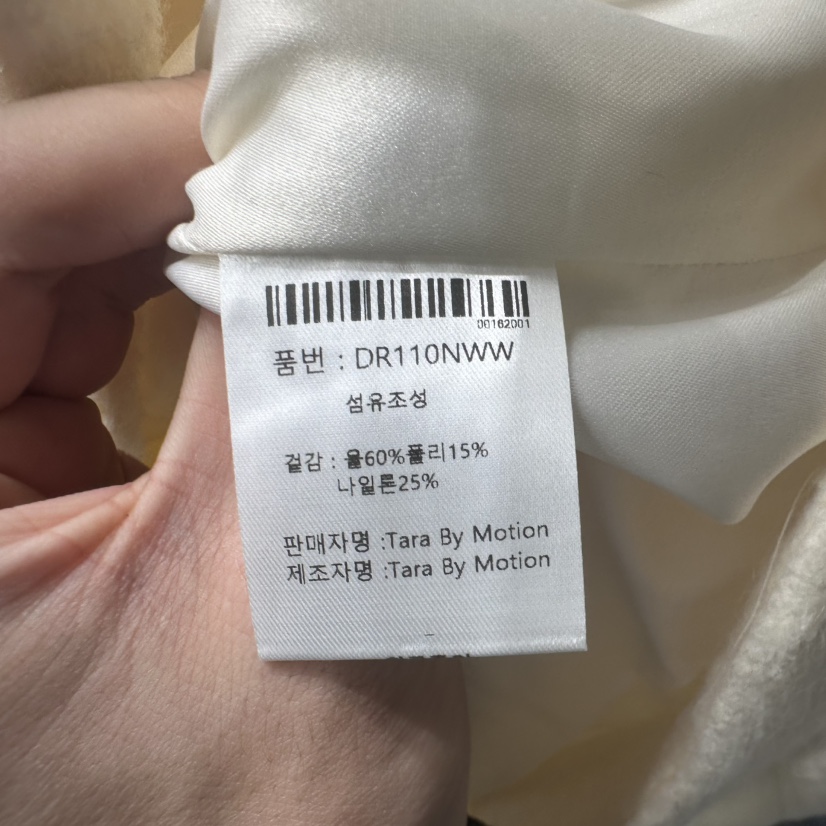 00162001
품번 : DR110NWW
섬유조성
겉감 : 울60%폴리15%
나일론25%
판매자명 :Tara By Motion
제조자명 :Tara By Motion